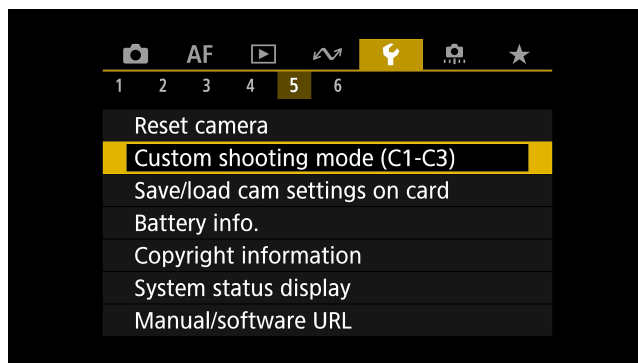 AF
1 2 3 4 5 6
Reset camera
Custom shooting mode (C1-C3)
Save/load cam settings on card
Battery info.
Copyright information
System status display
Manual/software URL